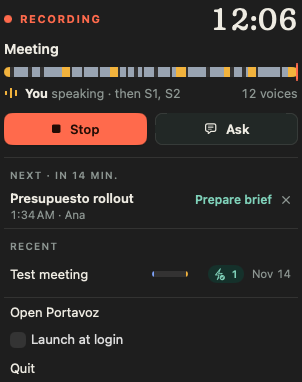 RECORDING
12:06
Meeting
You speaking · then S1, S2
12 voices
Stop
Ask
NEXT · IN 14 MIN.
Presupuesto rollout
Prepare brief ×
1:34 AM · Ana
RECENT
Test meeting
1
Nov 14
Open Portavoz
Launch at login
Quit